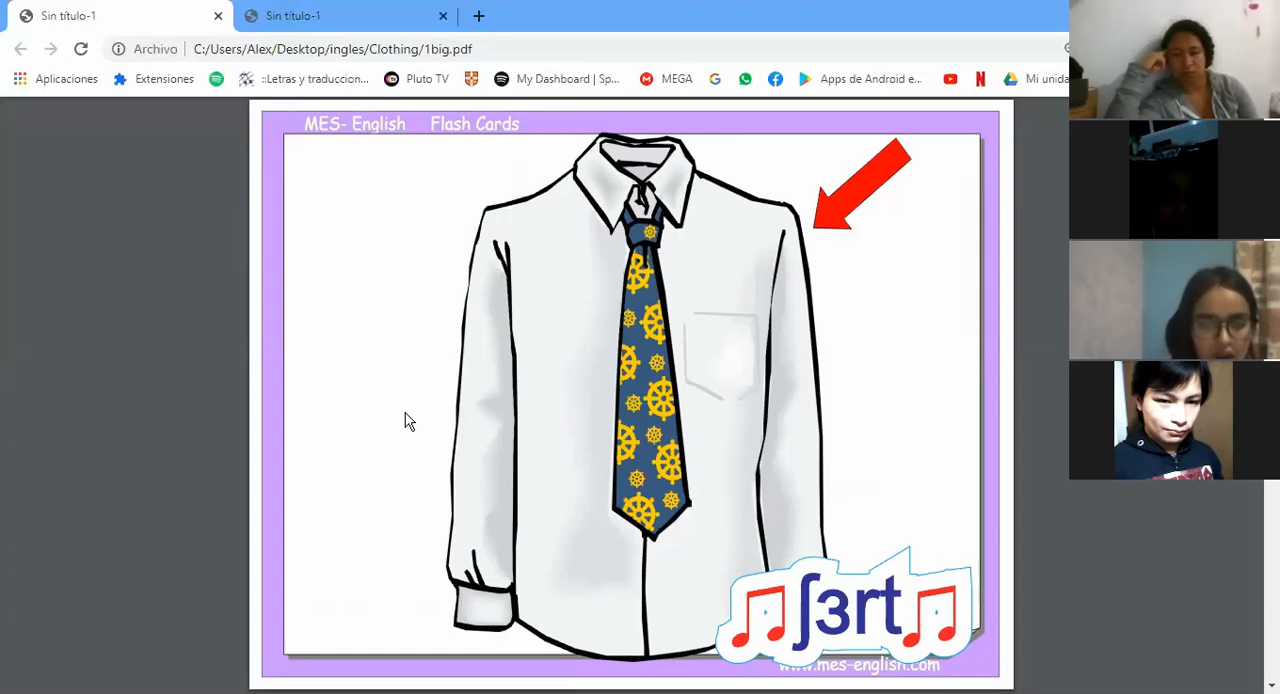 Sin título-1
Sin título-1
Archivo C:/Users/Alex/Desktop/ingles/Clothing/1big.pdf
Aplicaciones Extensiones ::Letras y traduccion... Pluto TV My Dashboard | Sp... MEGA Apps de Android e... Mi unida
MES- English Flash Cards
ʃɜrt
www.mes-english.com